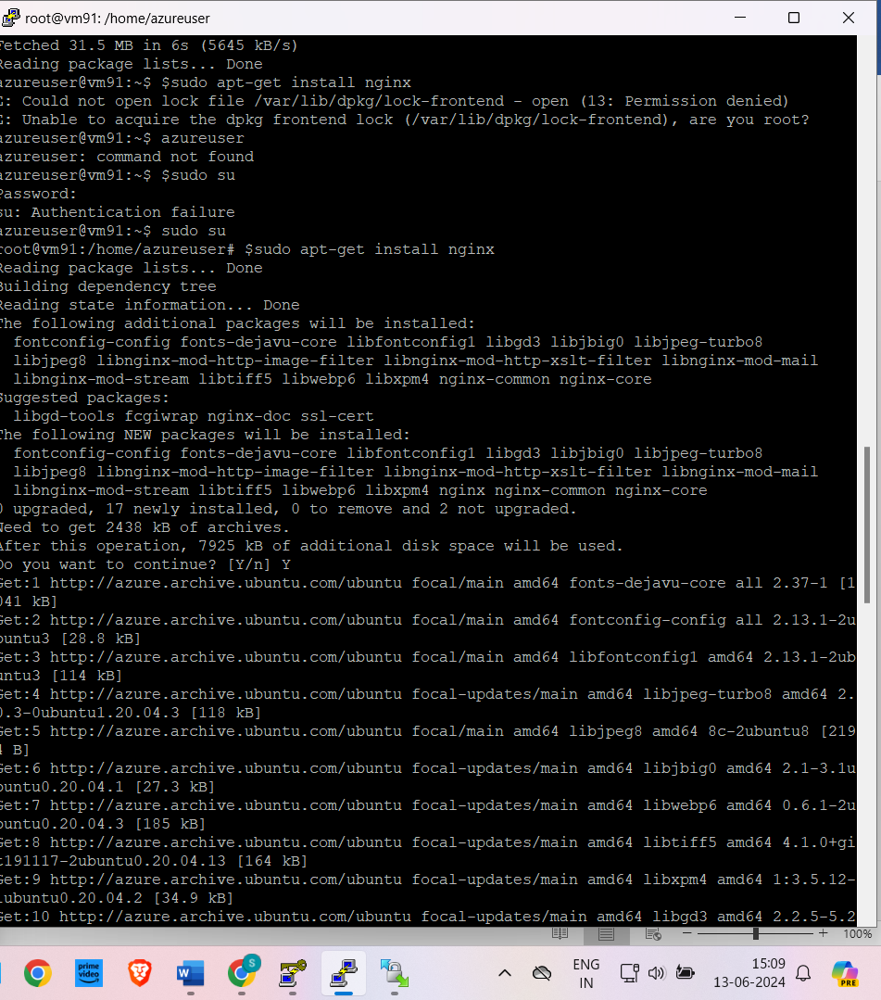 root@vm91: /home/azureuser
Fetched 31.5 MB in 6s (5645 kB/s)
Reading package lists... Done
azureuser@vm91:~$ $sudo apt-get install nginx
E: Could not open lock file /var/lib/dpkg/lock-frontend - open (13: Permission denied)
E: Unable to acquire the dpkg frontend lock (/var/lib/dpkg/lock-frontend), are you root?
azureuser@vm91:~$ azureuser
azureuser: command not found
azureuser@vm91:~$ $sudo su
Password:
su: Authentication failure
azureuser@vm91:~$ sudo su
root@vm91:/home/azureuser# $sudo apt-get install nginx
Reading package lists... Done
Building dependency tree
Reading state information... Done
The following additional packages will be installed:
fontconfig-config fonts-dejavu-core libfontconfig1 libgd3 libjbig0 libjpeg-turbo8
libjpeg8 libnginx-mod-http-image-filter libnginx-mod-http-xslt-filter libnginx-mod-mail
libnginx-mod-stream libtiff5 libwebp6 libxpm4 nginx-common nginx-core
Suggested packages:
libgd-tools fcgiwrap nginx-doc ssl-cert
The following NEW packages will be installed:
fontconfig-config fonts-dejavu-core libfontconfig1 libgd3 libjbig0 libjpeg-turbo8
libjpeg8 libnginx-mod-http-image-filter libnginx-mod-http-xslt-filter libnginx-mod-mail
libnginx-mod-stream libtiff5 libwebp6 libxpm4 nginx nginx-common nginx-core
0 upgraded, 17 newly installed, 0 to remove and 2 not upgraded.
Need to get 2438 kB of archives.
After this operation, 7925 kB of additional disk space will be used.
Do you want to continue? [Y/n] Y
Get:1 http://azure.archive.ubuntu.com/ubuntu focal/main amd64 fonts-dejavu-core all 2.37-1 [1
041 kB]
Get:2 http://azure.archive.ubuntu.com/ubuntu focal/main amd64 fontconfig-config all 2.13.1-2u
buntu3 [28.8 kB]
Get:3 http://azure.archive.ubuntu.com/ubuntu focal/main amd64 libfontconfig1 amd64 2.13.1-2ub
untu3 [114 kB]
Get:4 http://azure.archive.ubuntu.com/ubuntu focal-updates/main amd64 libjpeg-turbo8 amd64 2.
0.3-0ubuntu1.20.04.3 [118 kB]
Get:5 http://azure.archive.ubuntu.com/ubuntu focal/main amd64 libjpeg8 amd64 8c-2ubuntu8 [219
4 B]
Get:6 http://azure.archive.ubuntu.com/ubuntu focal-updates/main amd64 libjbig0 amd64 2.1-3.1u
buntu0.20.04.1 [27.3 kB]
Get:7 http://azure.archive.ubuntu.com/ubuntu focal-updates/main amd64 libwebp6 amd64 0.6.1-2u
buntu0.20.04.3 [185 kB]
Get:8 http://azure.archive.ubuntu.com/ubuntu focal-updates/main amd64 libtiff5 amd64 4.1.0+gi
t191117-2ubuntu0.20.04.13 [164 kB]
Get:9 http://azure.archive.ubuntu.com/ubuntu focal-updates/main amd64 libxpm4 amd64 1:3.5.12-
1ubuntu0.20.04.2 [34.9 kB]
Get:10 http://azure.archive.ubuntu.com/ubuntu focal-updates/main amd64 libgd3 amd64 2.2.5-5.2
100%
prime
video
W
S
ENG
IN
15:09
13-06-2024
PRE